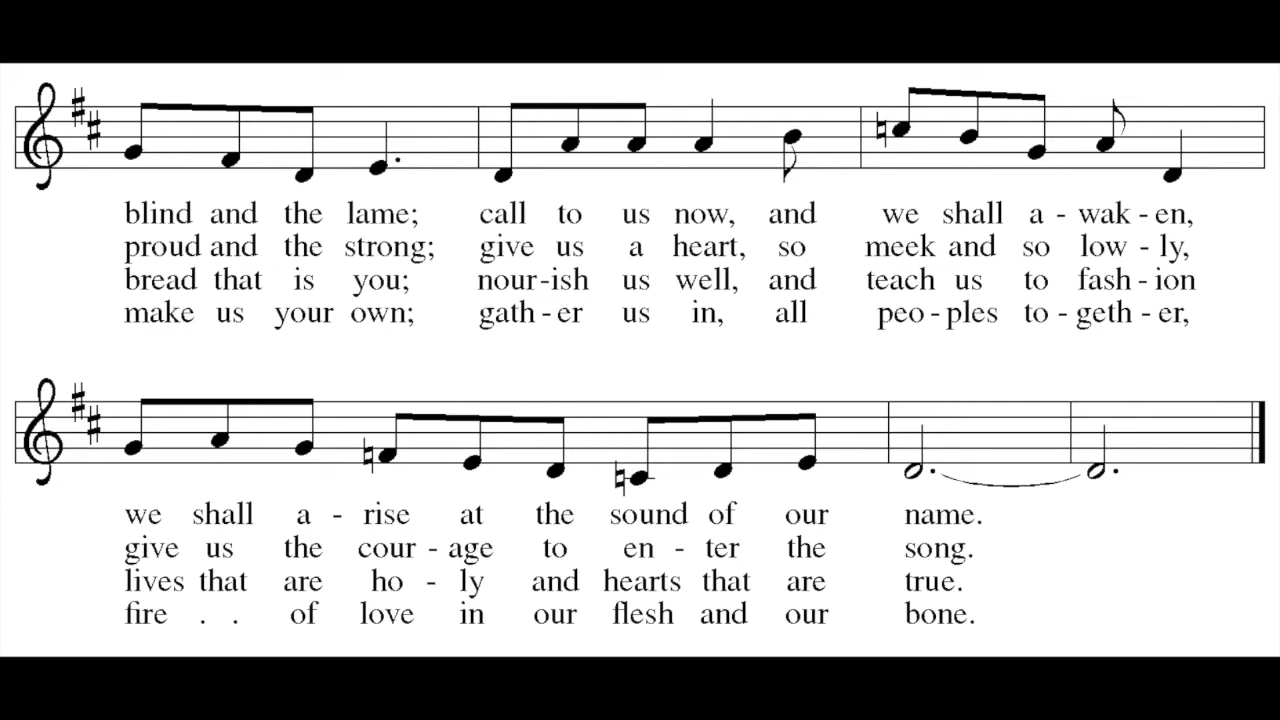 blind and the lame; call to us now, and we shall a - wak - en,
proud and the strong; give us a heart, so meek and so low - ly,
bread that is you; nour - ish us well, and teach us to fash - ion
make us your own; gath - er us in, all peo - ples to - geth - er,
we shall a - rise at the sound of our name.
give us the cour - age to en - ter the song.
lives that are ho - ly and hearts that are true.
fire . . of love in our flesh and our bone.